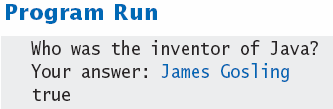 Program Run
Who was the inventor of Java?
Your answer: James Gosling
true